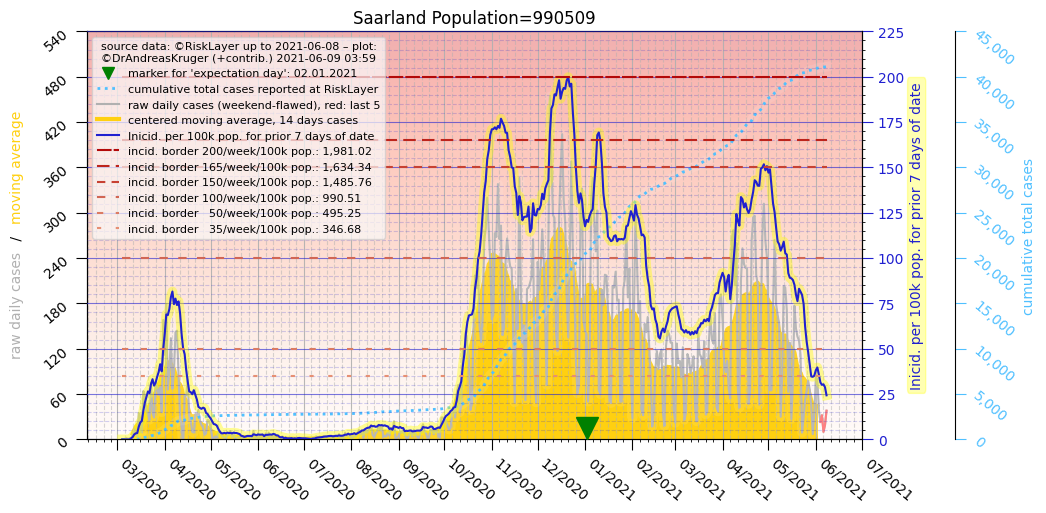 Saarland Population=990509
source data: ©RiskLayer up to 2021-06-08 – plot:
©DrAndreasKruger (+contrib.) 2021-06-09 03:59
marker for 'expectation day': 02.01.2021
cumulative total cases reported at RiskLayer
raw daily cases (weekend-flawed), red: last 5
centered moving average, 14 days cases
Inicid. per 100k pop. for prior 7 days of date
incid. border 200/week/100k pop.: 1,981.02
incid. border 165/week/100k pop.: 1,634.34
incid. border 150/week/100k pop.: 1,485.76
incid. border 100/week/100k pop.: 990.51
incid. border 50/week/100k pop.: 495.25
incid. border 35/week/100k pop.: 346.68
raw daily cases / moving average
540
480
420
360
300
240
180
120
60
0
03/2020
04/2020
05/2020
06/2020
07/2020
08/2020
09/2020
10/2020
11/2020
12/2020
01/2021
02/2021
03/2021
04/2021
05/2021
06/2021
07/2021
225
200
175
150
125
100
75
50
25
0
Inicid. per 100k pop. for prior 7 days of date
45,000
40,000
35,000
30,000
25,000
20,000
15,000
10,000
5,000
0
cumulative total cases